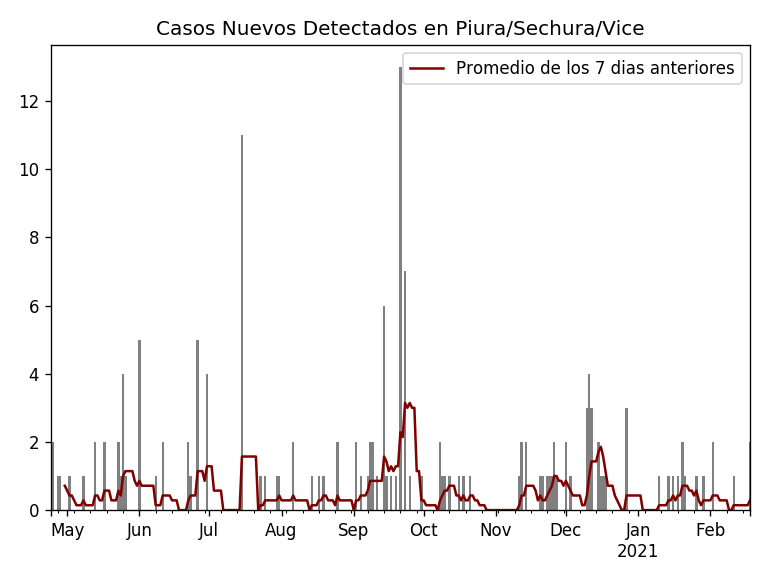 Casos Nuevos Detectados en Piura/Sechura/Vice
Promedio de los 7 dias anteriores
12
10
8
6
4
2
0
May Jun Jul Aug Sep Oct Nov Dec Jan Feb
2021